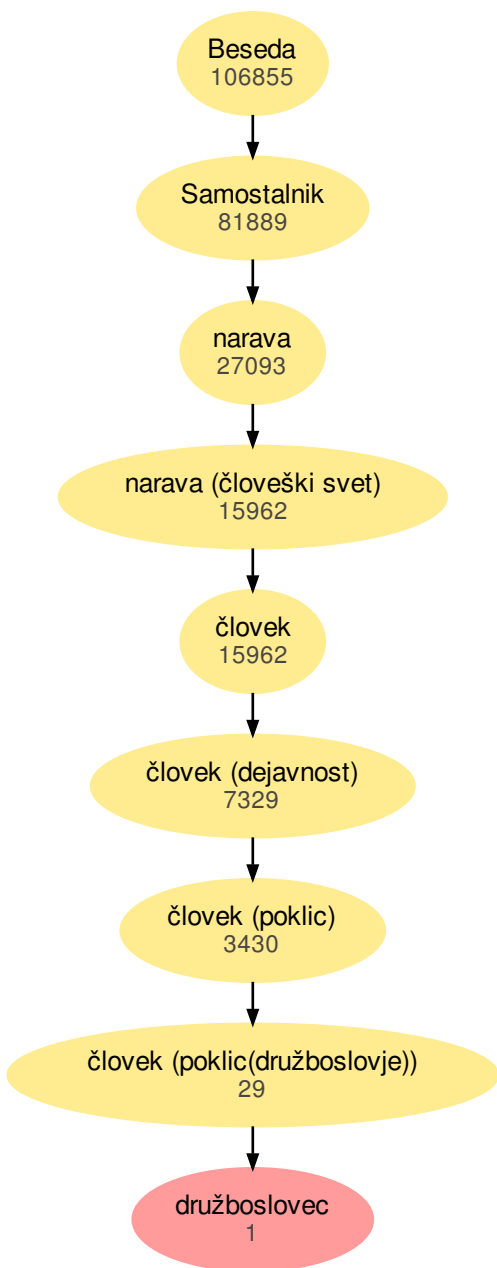 Beseda
106855
Samostalnik
81889
narava
27093
narava (človeški svet)
15962
človek
15962
človek (dejavnost)
7329
človek (poklic)
3430
človek (poklic(družboslovje))
29
družboslovec
1